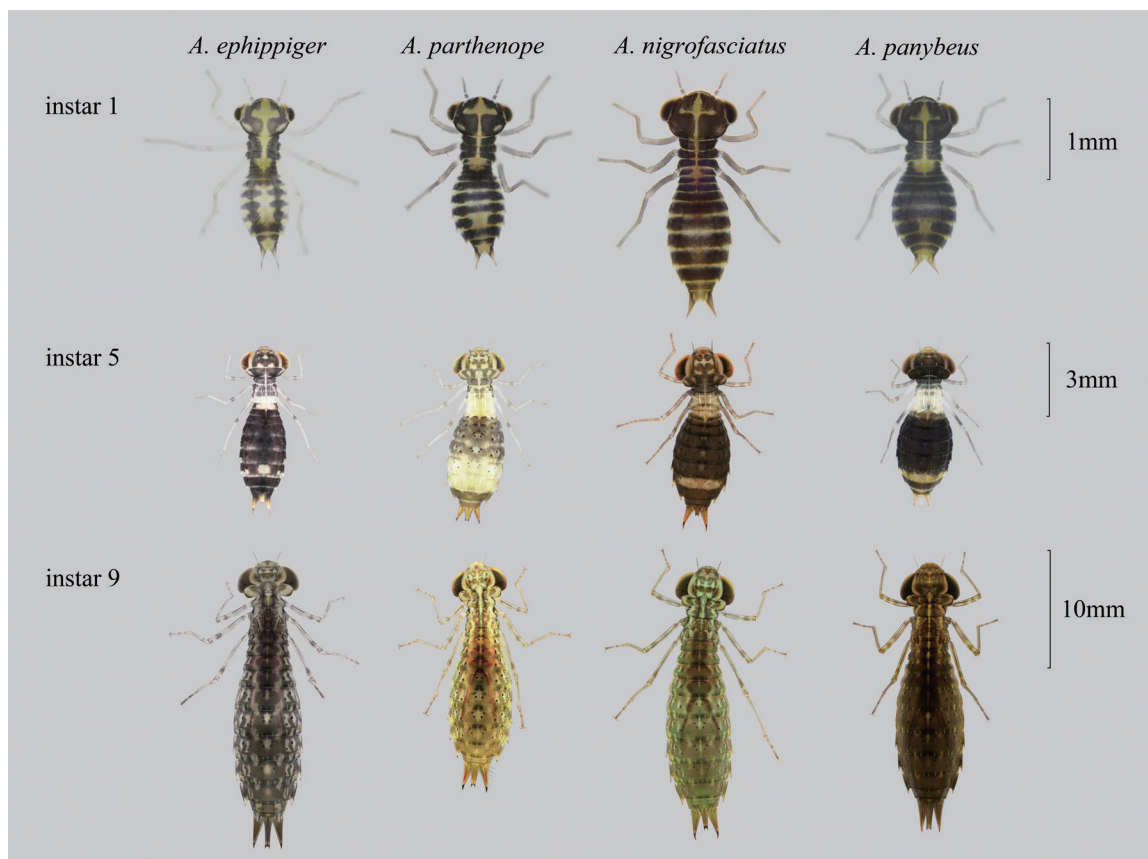 A. ephippiger A. parthenope A. nigrofasciatus A. panybeus
instar 1
1mm
instar 5
3mm
instar 9
10mm